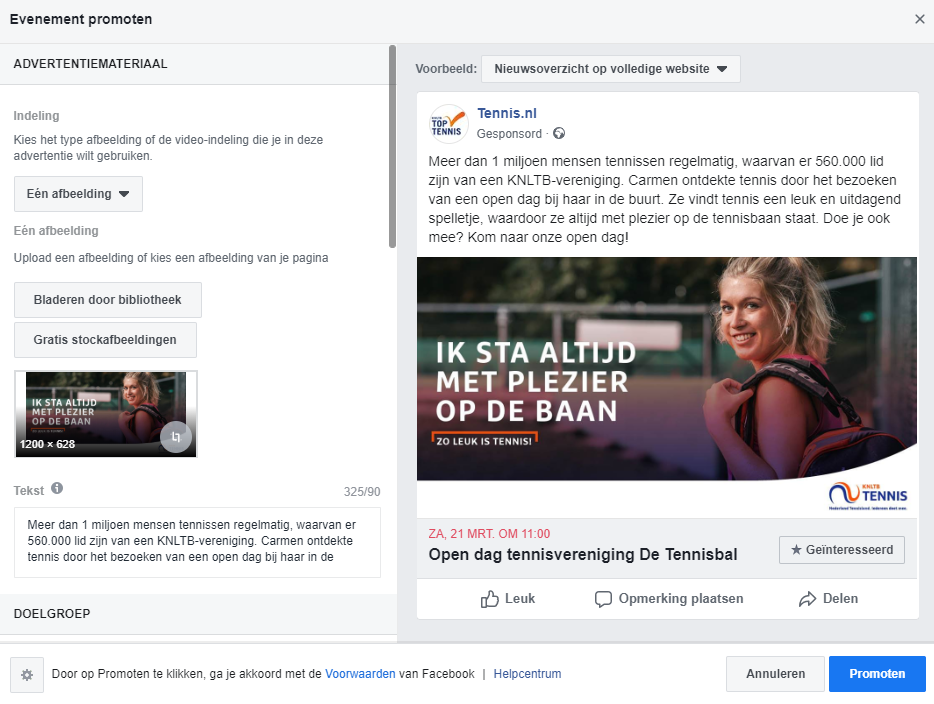 Evenement promoten
ADVERTENTIEMATERIAAL
Indeling
Kies het type afbeelding of de video-indeling die je in deze
advertentie wilt gebruiken.
Eén afbeelding
Eén afbeelding
Upload een afbeelding of kies een afbeelding van je pagina
Bladeren door bibliotheek
Gratis stockafbeeldingen
IK STA ALTIJD
MET PLEZIER
OP DE BAAN
1200 × 628
Tekst
325/90
Meer dan 1 miljoen mensen tennissen regelmatig, waarvan er
560.000 lid zijn van een KNLTB-vereniging. Carmen ontdekte
tennis door het bezoeken van een open dag bij haar in de
DOELGROEP
Voorbeeld:
Nieuwsoverzicht op volledige website
TOP
TENNIS
Tennis.nl
Gesponsord ·
Meer dan 1 miljoen mensen tennissen regelmatig, waarvan er 560.000 lid
zijn van een KNLTB-vereniging. Carmen ontdekte tennis door het bezoeken
van een open dag bij haar in de buurt. Ze vindt tennis een leuk en uitdagend
spelletje, waardoor ze altijd met plezier op de tennisbaan staat. Doe je ook
mee? Kom naar onze open dag!
IK STA ALTIJD
MET PLEZIER
OP DE BAAN
ZO LEUK IS TENNIS!
KNLTB
TENNIS
Nederland Tennisland: iedereen doet mee.
ZA, 21 MRT. OM 11:00
Open dag tennisvereniging De Tennisbal
Geïnteresseerd
Leuk
Opmerking plaatsen
Delen
Door op Promoten te klikken, ga je akkoord met de Voorwaarden van Facebook | Helpcentrum
Annuleren
Promoten